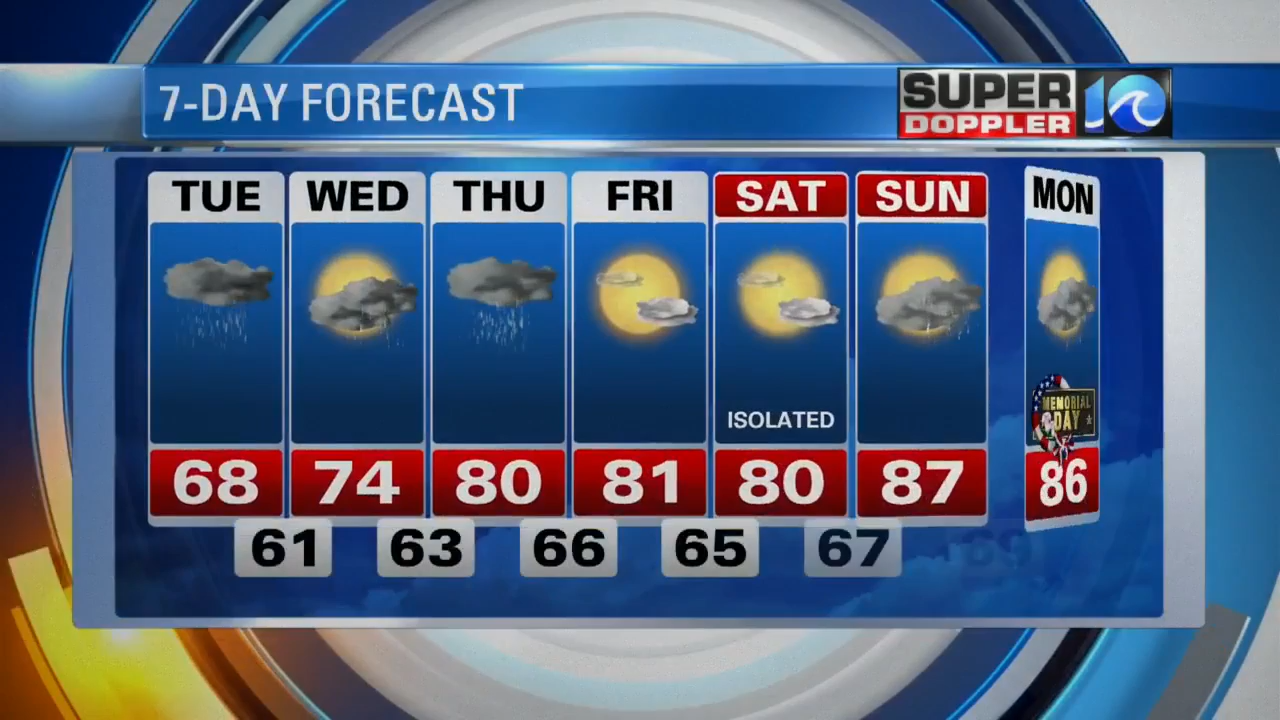 7-DAY FORECAST
SUPER
DOPPLER 10
TUE WED THU FRI SAT SUN MON
ISOLATED
MEMORIAL
DAY
68 74 80 81 80 87 86
61 63 66 65 67 69